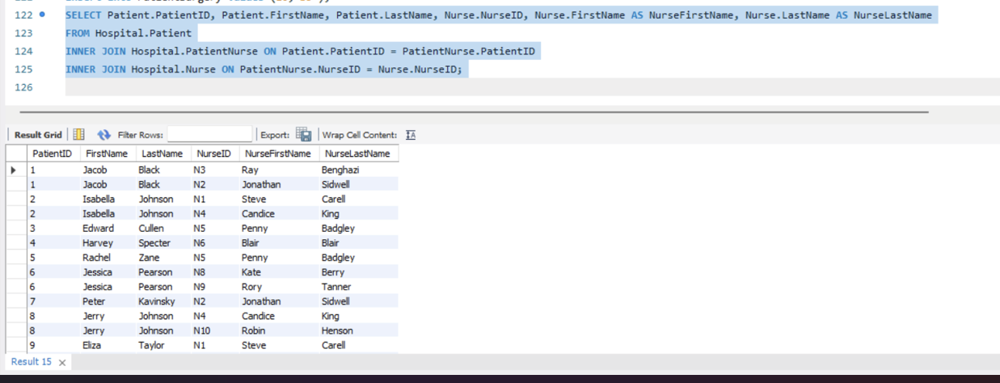 122 SELECT Patient.PatientID, Patient.FirstName, Patient.LastName, Nurse.NurseID, Nurse.FirstName AS NurseFirstName, Nurse.LastName AS NurseLastName
123 FROM Hospital.Patient
124 INNER JOIN Hospital.PatientNurse ON Patient.PatientID = PatientNurse.PatientID
125 INNER JOIN Hospital.Nurse ON PatientNurse.NurseID = Nurse.NurseID;
126
Result Grid Filter Rows: Export: Wrap Cell Content:
PatientID FirstName LastName NurseID NurseFirstName NurseLastName
1 Jacob Black N3 Ray Benghazi
1 Jacob Black N2 Jonathan Sidwell
2 Isabella Johnson N1 Steve Carell
2 Isabella Johnson N4 Candice King
3 Edward Cullen N5 Penny Badgley
4 Harvey Specter N6 Blair Blair
5 Rachel Zane N5 Penny Badgley
6 Jessica Pearson N8 Kate Berry
6 Jessica Pearson N9 Rory Tanner
7 Peter Kavinsky N2 Jonathan Sidwell
8 Jerry Johnson N4 Candice King
8 Jerry Johnson N10 Robin Henson
9 Eliza Taylor N1 Steve Carell
Result 15